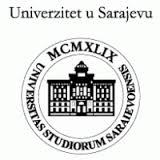 Univerzitet u Sarajevu
MCMXLIX
UNIVERSITAS STUDIORUM SARAIEVOENSIS